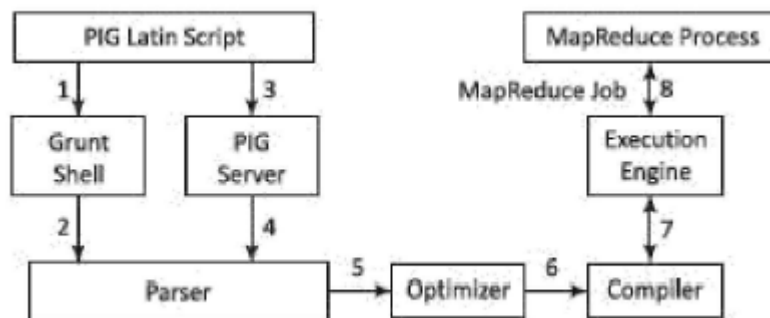 PIG Latin Script
MapReduce Process
1
3
MapReduce Job
8
Grunt
Shell
PIG
Server
Execution
Engine
2
4
7
Parser
5
Optimizer
6
Compiler